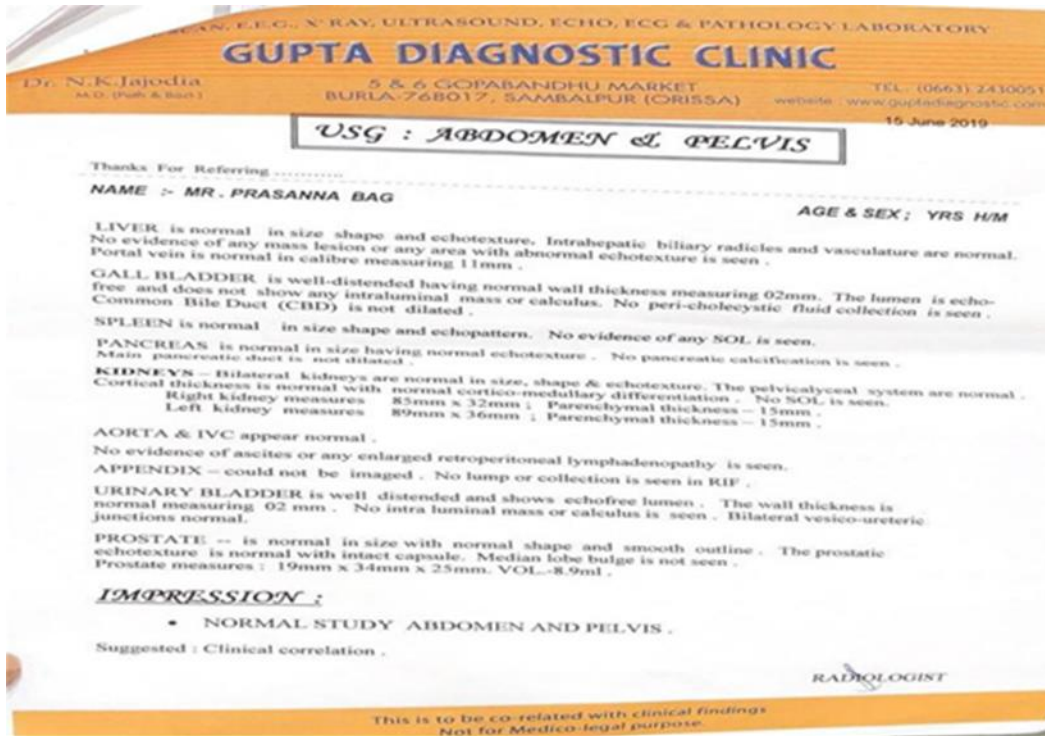 SCAN, E.E.G., X' RAY, ULTRASOUND, ECHO, ECG & PATHOLOGY LABORATORY
GUPTA DIAGNOSTIC CLINIC
Dr. N.K.Jajodia
M.D. (Path & Bact)
5 & 6 GOPABANDHU MARKET
BURLA-768017, SAMBALPUR (ORISSA)
TEL. (0663) 2430051
website : www.guptadiagnostic.com
15 June 2019
USG : ABDOMEN & PELVIS
Thanks For Referring ...........
NAME :- MR. PRASANNA BAG
AGE & SEX ; YRS H/M
LIVER is normal in size shape and echotexture. Intrahepatic biliary radicles and vasculature are normal.
No evidence of any mass lesion or any area with abnormal echotexture is seen .
Portal vein is normal in calibre measuring 11mm .
GALL BLADDER is well-distended having normal wall thickness measuring 02mm. The lumen is echo-
free and does not show any intraluminal mass or calculus. No peri-cholecystic fluid collection is seen .
Common Bile Duct (CBD) is not dilated .
SPLEEN is normal in size shape and echopattern. No evidence of any SOL is seen.
PANCREAS is normal in size having normal echotexture . No pancreatic calcification is seen .
Main pancreatic duct is not dilated .
KIDNEYS – Bilateral kidneys are normal in size, shape & echotexture. The pelvicalyceal system are normal .
Cortical thickness is normal with normal cortico-medullary differentiation . No SOL is seen.
Right kidney measures 85mm x 32mm ; Parenchymal thickness – 15mm .
Left kidney measures 89mm x 36mm ; Parenchymal thickness – 15mm .
AORTA & IVC appear normal .
No evidence of ascites or any enlarged retroperitoneal lymphadenopathy is seen.
APPENDIX – could not be imaged . No lump or collection is seen in RIF .
URINARY BLADDER is well distended and shows echofree lumen . The wall thickness is
normal measuring 02 mm . No intra luminal mass or calculus is seen . Bilateral vesico-ureteric
junctions normal.
PROSTATE -- is normal in size with normal shape and smooth outline . The prostatic
echotexture is normal with intact capsule. Median lobe bulge is not seen .
Prostate measures : 19mm x 34mm x 25mm. VOL.-8.9ml .
IMPRESSION :
• NORMAL STUDY ABDOMEN AND PELVIS .
Suggested : Clinical correlation .
RADIOLOGIST
This is to be co-related with clinical findings
Not for Medico-legal purpose.